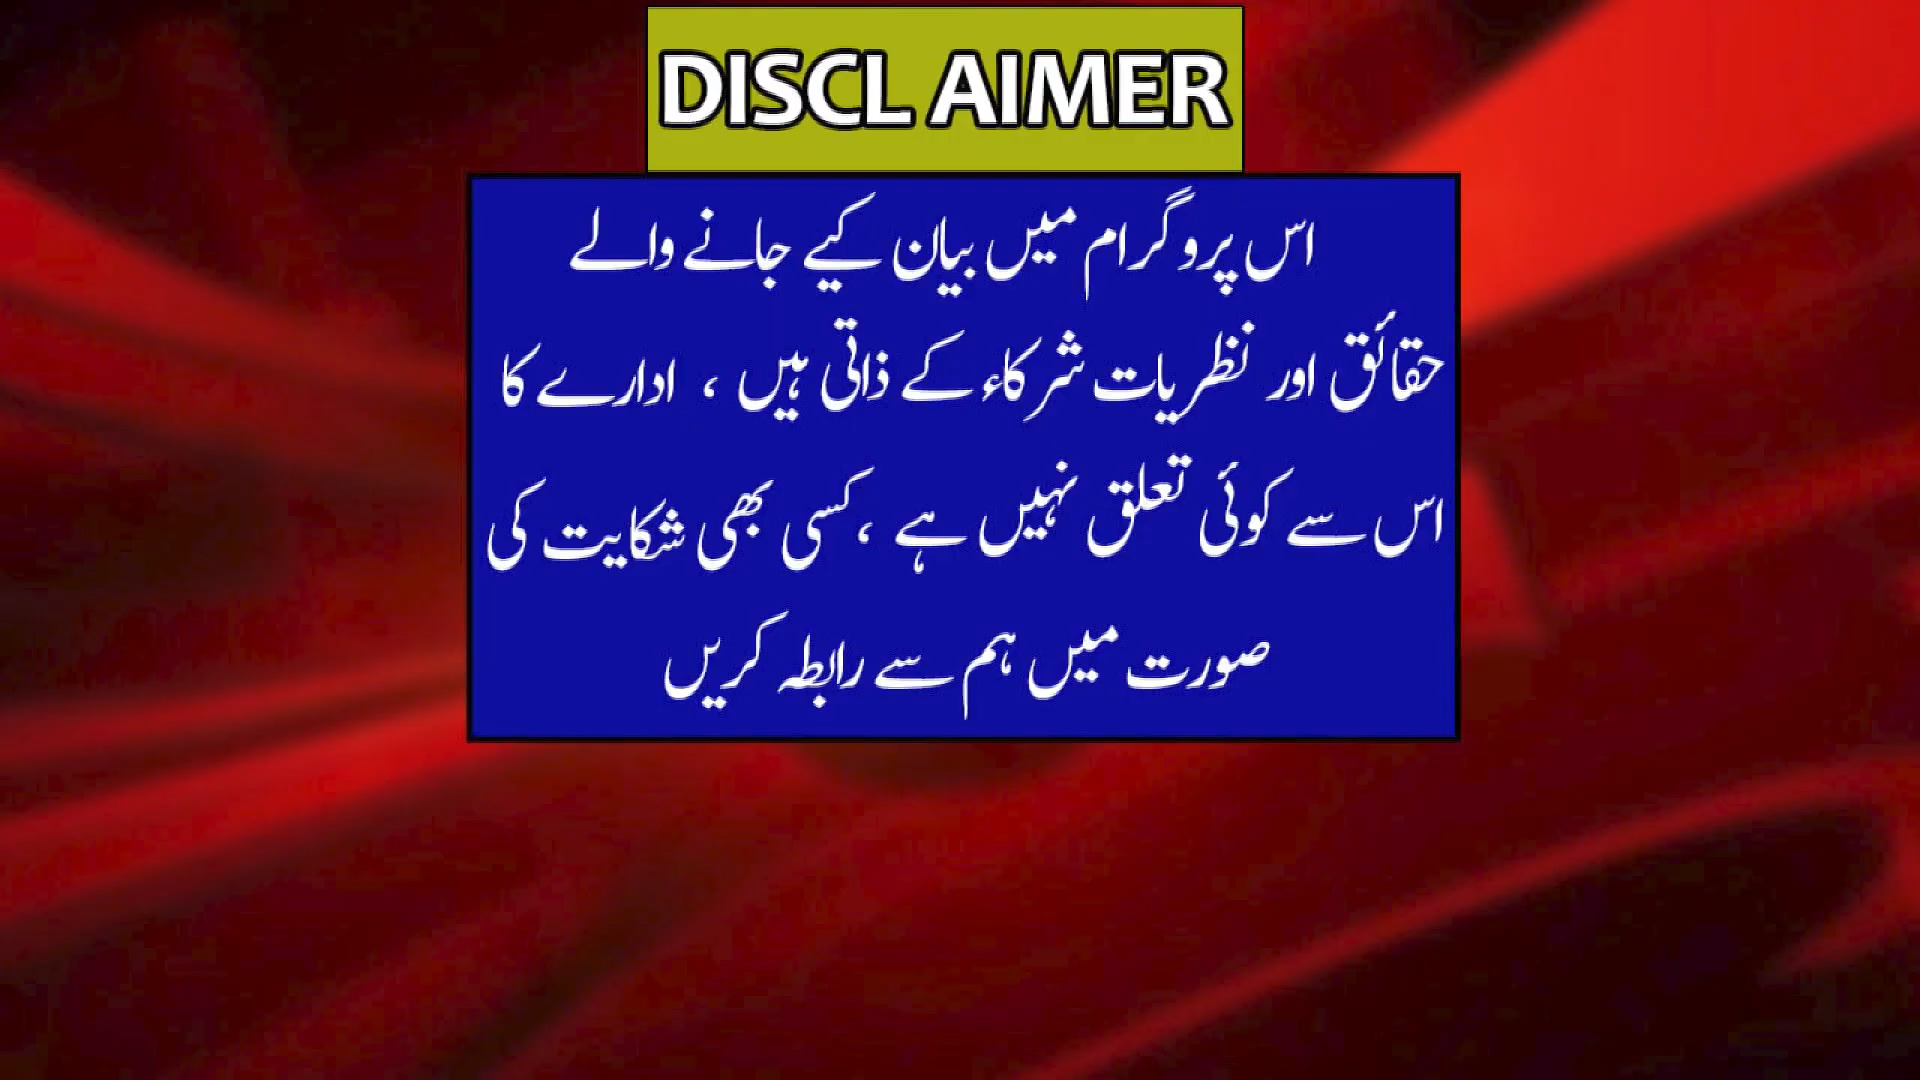 DISCL AIMER
اس پروگرام میں بیان کیے جانے والے
حقائق اور نظریات شرکاء کے ذاتی ہیں ، ادارے کا
اس سے کوئی تعلق نہیں ہے ،کسی بھی شکایت کی
صورت میں ہم سے رابطہ کریں